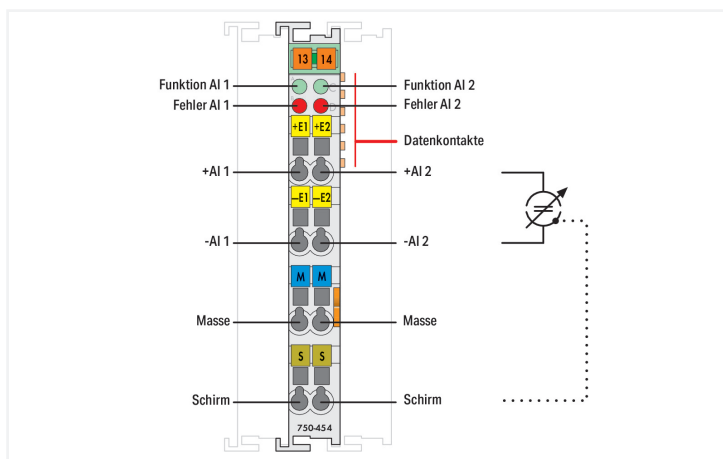 13 14
Funktion AI 1
Funktion AI 2
Fehler AI 1
Fehler AI 2
+E1 +E2
Datenkontakte
+AI 1
+AI 2
–E1 –E2
-AI 1
-AI 2
M M
Masse
Masse
S S
Schirm
Schirm
750-454